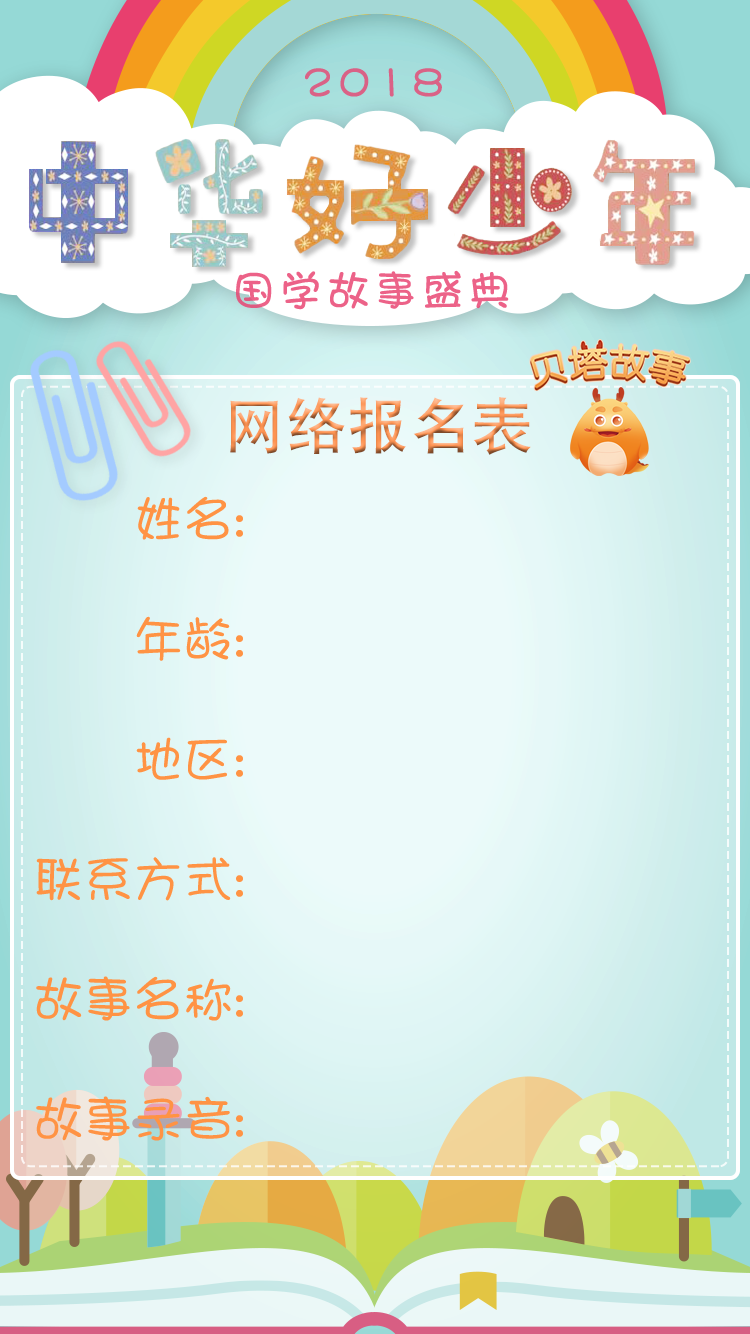 2018
中华好少年
国学故事盛典
贝塔故事
网络报名表
姓名:
年龄:
地区:
联系方式:
故事名称:
故事录音: